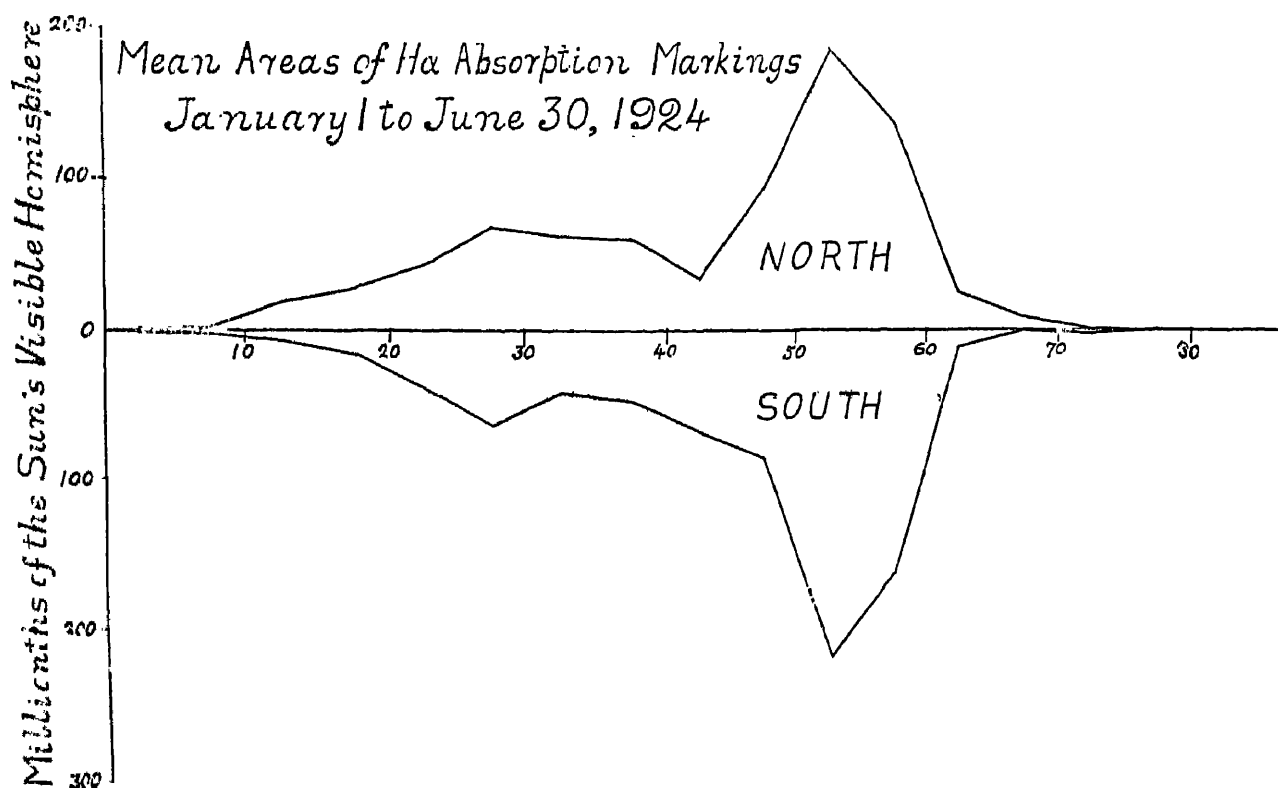 Mean Areas of Hα Absorption Markings
January 1 to June 30, 1924
Millionths of the Sun's Visible Hemisphere
200
100
0
100
200
300
10 20 30 40 50 60 70 80
NORTH
SOUTH